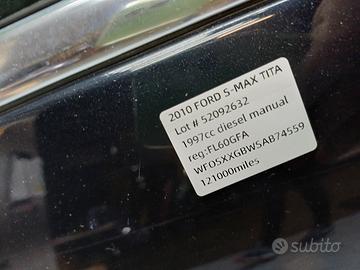 2010 FORD S-MAX TITA
Lot # 52092632
1997cc diesel manual
reg:FL60GFA
WF0SXXGBWSAB74559
121000miles
subito